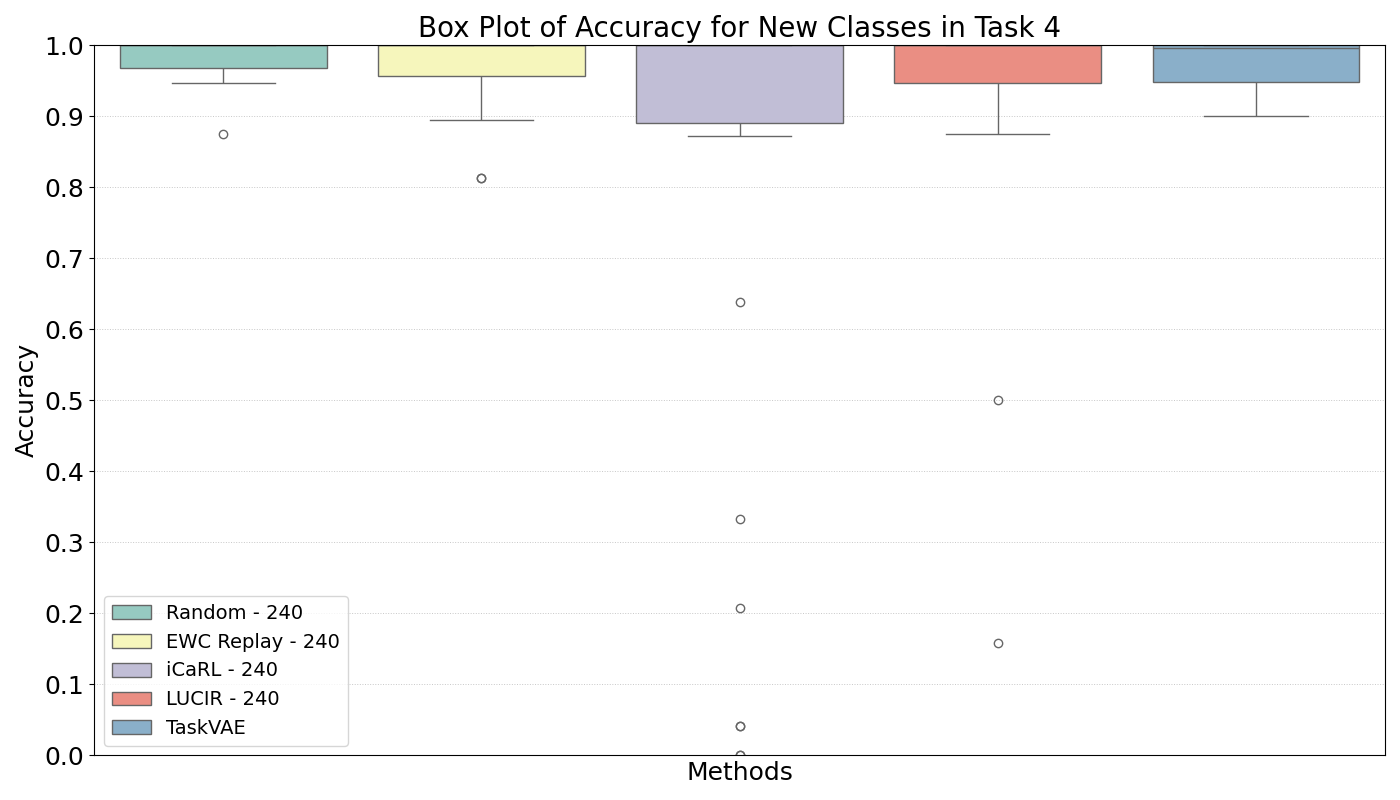 Box Plot of Accuracy for New Classes in Task 4
1.0
0.9
0.8
0.7
0.6
0.5
0.4
0.3
0.2
0.1
0.0
Accuracy
Methods
Random - 240
EWC Replay - 240
iCaRL - 240
LUCIR - 240
TaskVAE